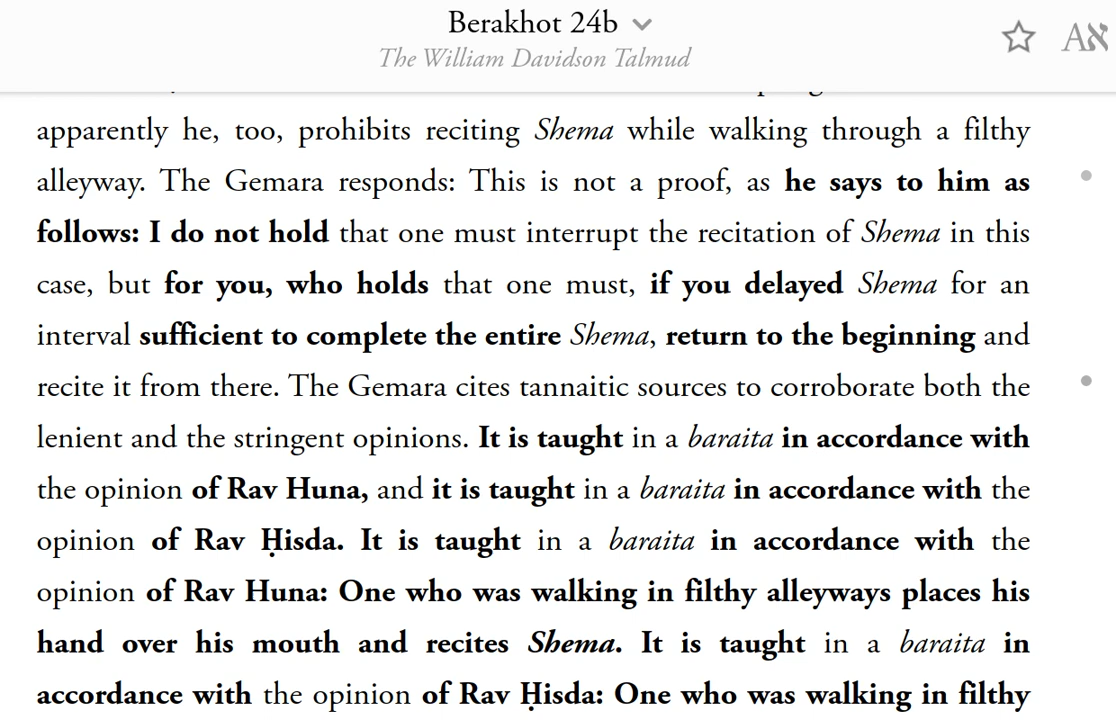 Berakhot 24b
The William Davidson Talmud
Aא
apparently he, too, prohibits reciting Shema while walking through a filthy
alleyway. The Gemara responds: This is not a proof, as he says to him as
follows: I do not hold that one must interrupt the recitation of Shema in this
case, but for you, who holds that one must, if you delayed Shema for an
interval sufficient to complete the entire Shema, return to the beginning and
recite it from there. The Gemara cites tannaitic sources to corroborate both the
lenient and the stringent opinions. It is taught in a baraita in accordance with
the opinion of Rav Huna, and it is taught in a baraita in accordance with the
opinion of Rav Ḥisda. It is taught in a baraita in accordance with the
opinion of Rav Huna: One who was walking in filthy alleyways places his
hand over his mouth and recites Shema. It is taught in a baraita in
accordance with the opinion of Rav Ḥisda: One who was walking in filthy